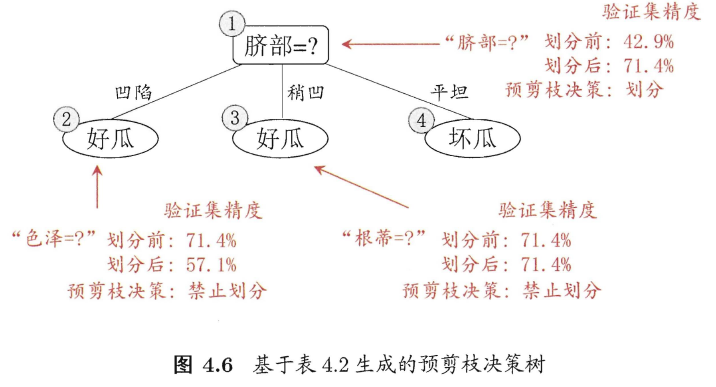 验证集精度
①
脐部=?
“脐部=?” 划分前: 42.9%
划分后: 71.4%
预剪枝决策: 划分
凹陷
稍凹
平坦
②
好瓜
③
好瓜
④
坏瓜
验证集精度
“色泽=?” 划分前: 71.4%
划分后: 57.1%
预剪枝决策: 禁止划分
验证集精度
“根蒂=?” 划分前: 71.4%
划分后: 71.4%
预剪枝决策: 禁止划分
图 4.6 基于表 4.2 生成的预剪枝决策树